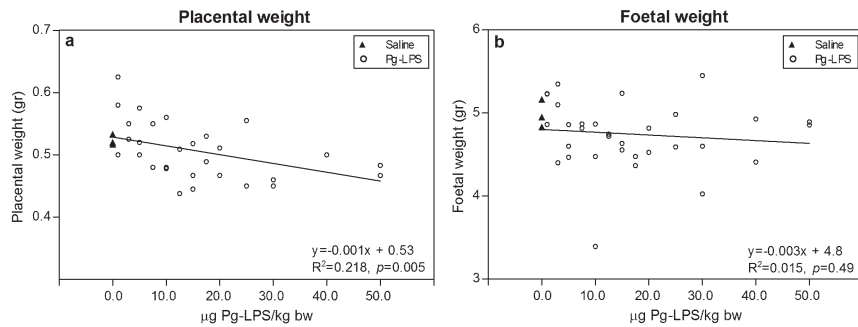 Placental weight
a
Saline
Pg-LPS
0.7
0.6
0.5
0.4
Placental weight (gr)
y=-0.001x + 0.53
R²=0.218, p=0.005
0.0 10.0 20.0 30.0 40.0 50.0
µg Pg-LPS/kg bw
Foetal weight
b
Saline
Pg-LPS
6
5
4
3
Foetal weight (gr)
y=-0.003x + 4.8
R²=0.015, p=0.49
0.0 10.0 20.0 30.0 40.0 50.0
µg Pg-LPS/kg bw